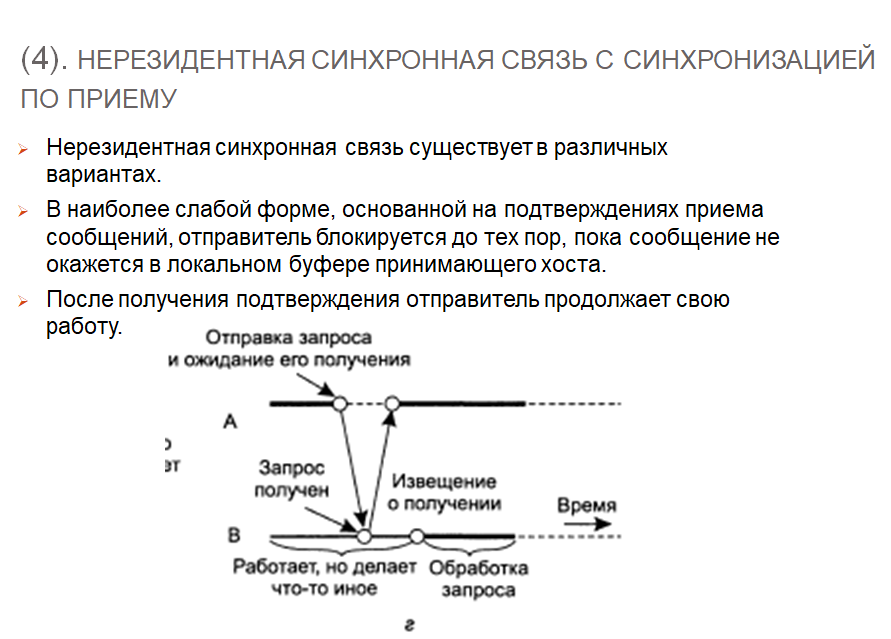 (4). НЕРЕЗИДЕНТНАЯ СИНХРОННАЯ СВЯЗЬ С СИНХРОНИЗАЦИЕЙ
ПО ПРИЕМУ
Нерезидентная синхронная связь существует в различных
вариантах.
В наиболее слабой форме, основанной на подтверждениях приема
сообщений, отправитель блокируется до тех пор, пока сообщение не
окажется в локальном буфере принимающего хоста.
После получения подтверждения отправитель продолжает свою
работу.
Отправка запроса
и ожидание его получения
А
Запрос
получен
Извещение
о получении
Время
В
Работает, но делает
что-то иное
Обработка
запроса
г